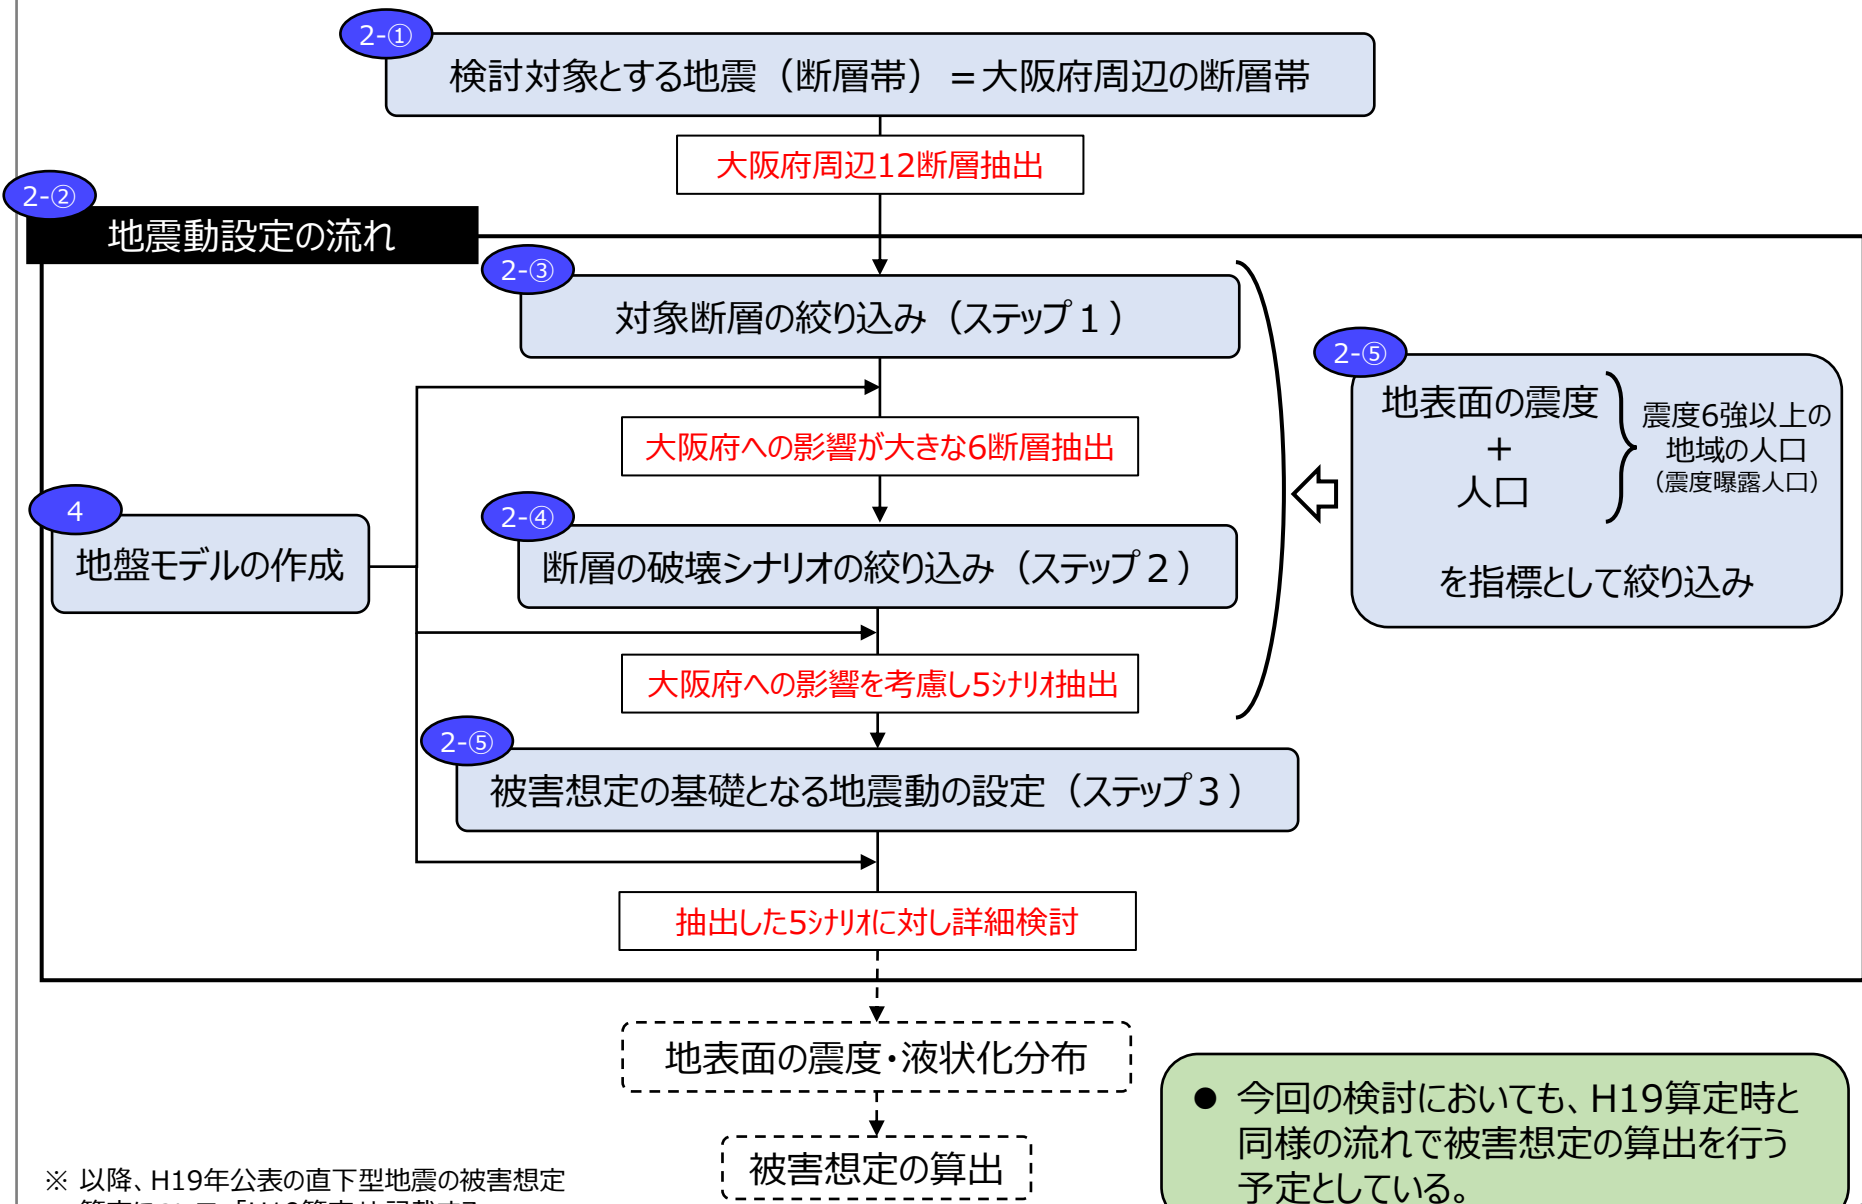 2-①
検討対象とする地震（断層帯）＝大阪府周辺の断層帯
大阪府周辺12断層抽出
2-②
地震動設定の流れ
2-③
対象断層の絞り込み（ステップ１）
大阪府への影響が大きな6断層抽出
2-④
断層の破壊シナリオの絞り込み（ステップ２）
4
地盤モデルの作成
大阪府への影響を考慮し5ｼﾅﾘｵ抽出
2-⑤
被害想定の基礎となる地震動の設定（ステップ３）
抽出した5ｼﾅﾘｵに対し詳細検討
2-⑤
地表面の震度
＋
人口
震度6強以上の
地域の人口
（震度曝露人口）
を指標として絞り込み
地表面の震度・液状化分布
被害想定の算出
● 今回の検討においても、H19算定時と
同様の流れで被害想定の算出を行う
予定としている。
※ 以降、H19年公表の直下型地震の被害想定